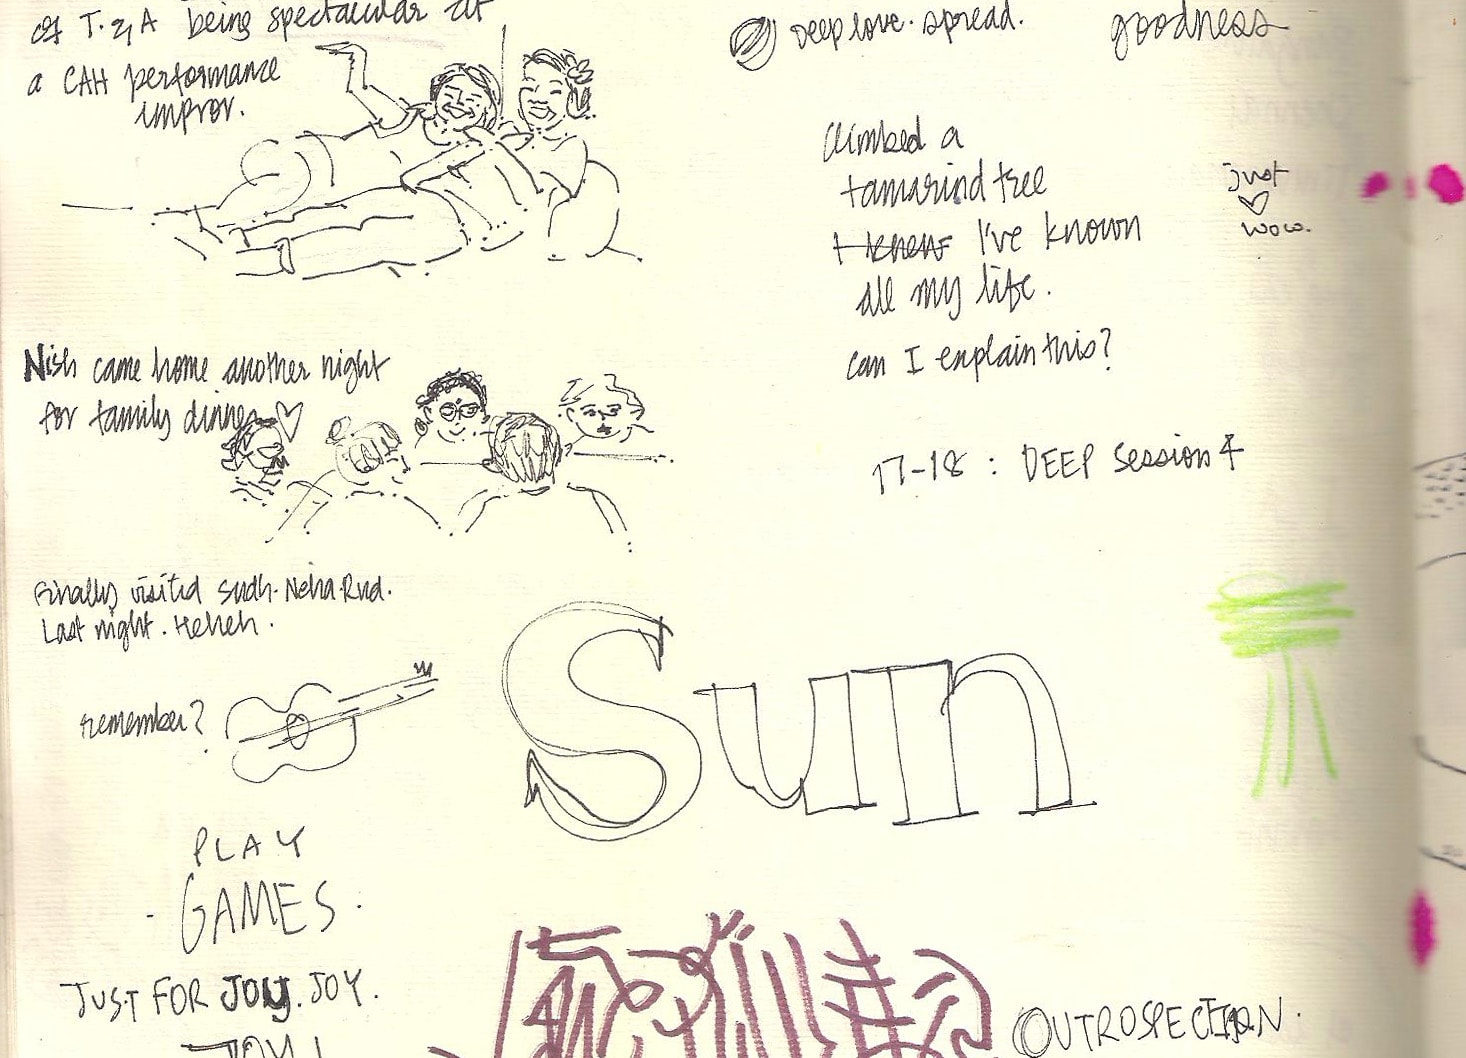 of T. & A being spectacular at
a CAH performance
improv.
Nish came home another night
for family dinner
Finally visited Sudh. Neha. Rud.
Last night. Heheh.
remember?
PLAY
GAMES.
JUST FOR JOY. JOY.
JOY!
Sun
Deep love. spread.
goodness
climbed a
tamarind tree
I knew I've known
all my life.
can I explain this?
just
wow.
17-18 : DEEP Session 4
OUTROSPECTION.